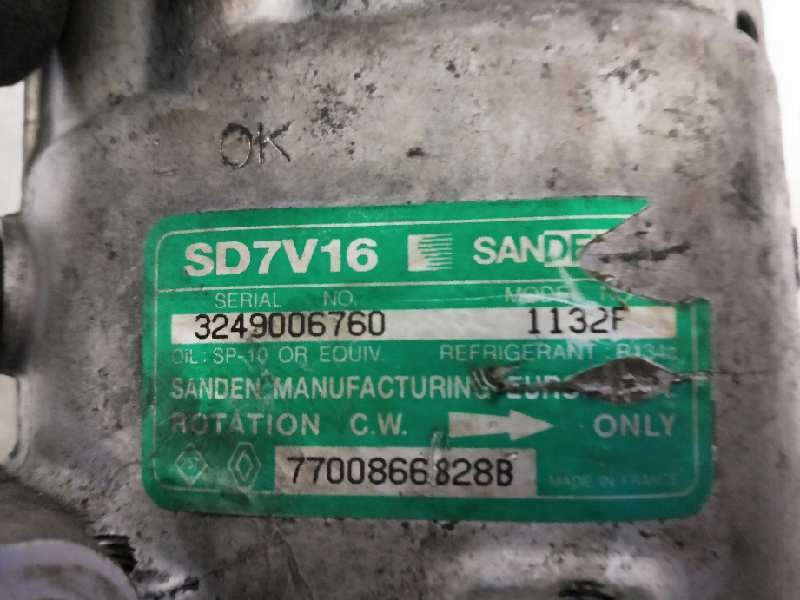 OK
SD7V16 SANDE
SERIAL NO.
3249006760 1132F
OIL: SP-10 OR EQUIV. REFRIGERANT:
SANDEN MANUFACTURING
ROTATION C.W. ONLY
7700866828B MADE IN FRANCE